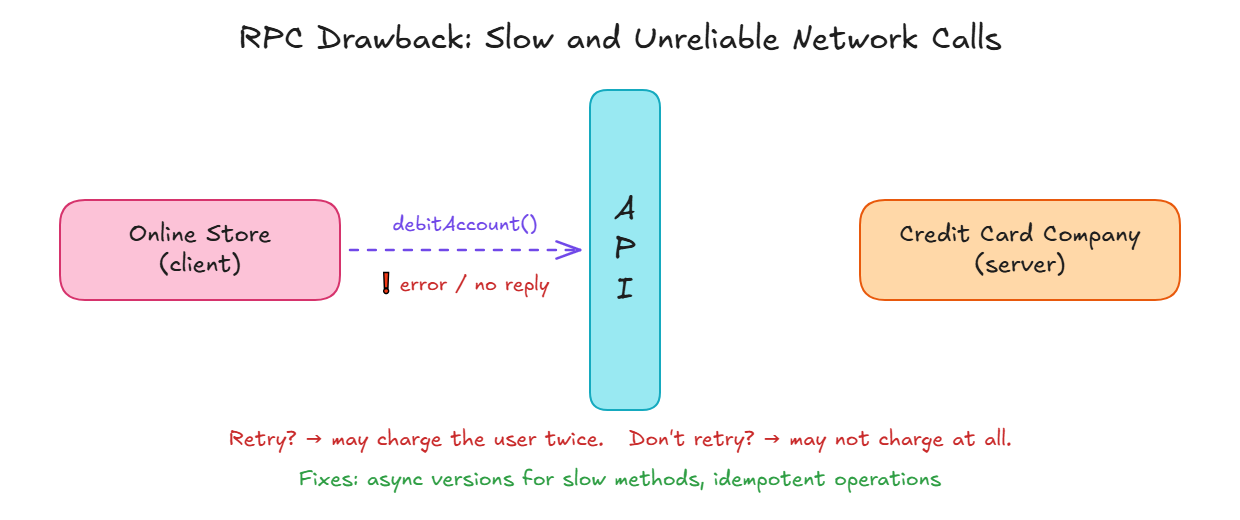 RPC Drawback: Slow and Unreliable Network Calls
Online Store
(client)
debitAccount()
❗ error / no reply
A
P
I
Credit Card Company
(server)
Retry? → may charge the user twice. Don't retry? → may not charge at all.
Fixes: async versions for slow methods, idempotent operations